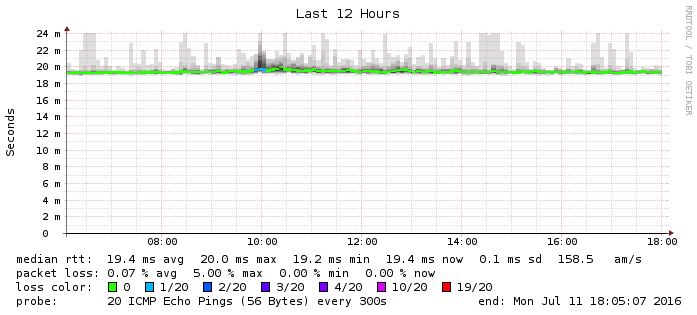 Last 12 Hours
RRDTOOL / TOBI OETIKER
Seconds
24 m
22 m
20 m
18 m
16 m
14 m
12 m
10 m
8 m
6 m
4 m
2 m
0
08:00 10:00 12:00 14:00 16:00 18:00
median rtt: 19.4 ms avg 20.0 ms max 19.2 ms min 19.4 ms now 0.1 ms sd 158.5 am/s
packet loss: 0.07 % avg 5.00 % max 0.00 % min 0.00 % now
loss color: 0 1/20 2/20 3/20 4/20 10/20 19/20
probe: 20 ICMP Echo Pings (56 Bytes) every 300s end: Mon Jul 11 18:05:07 2016